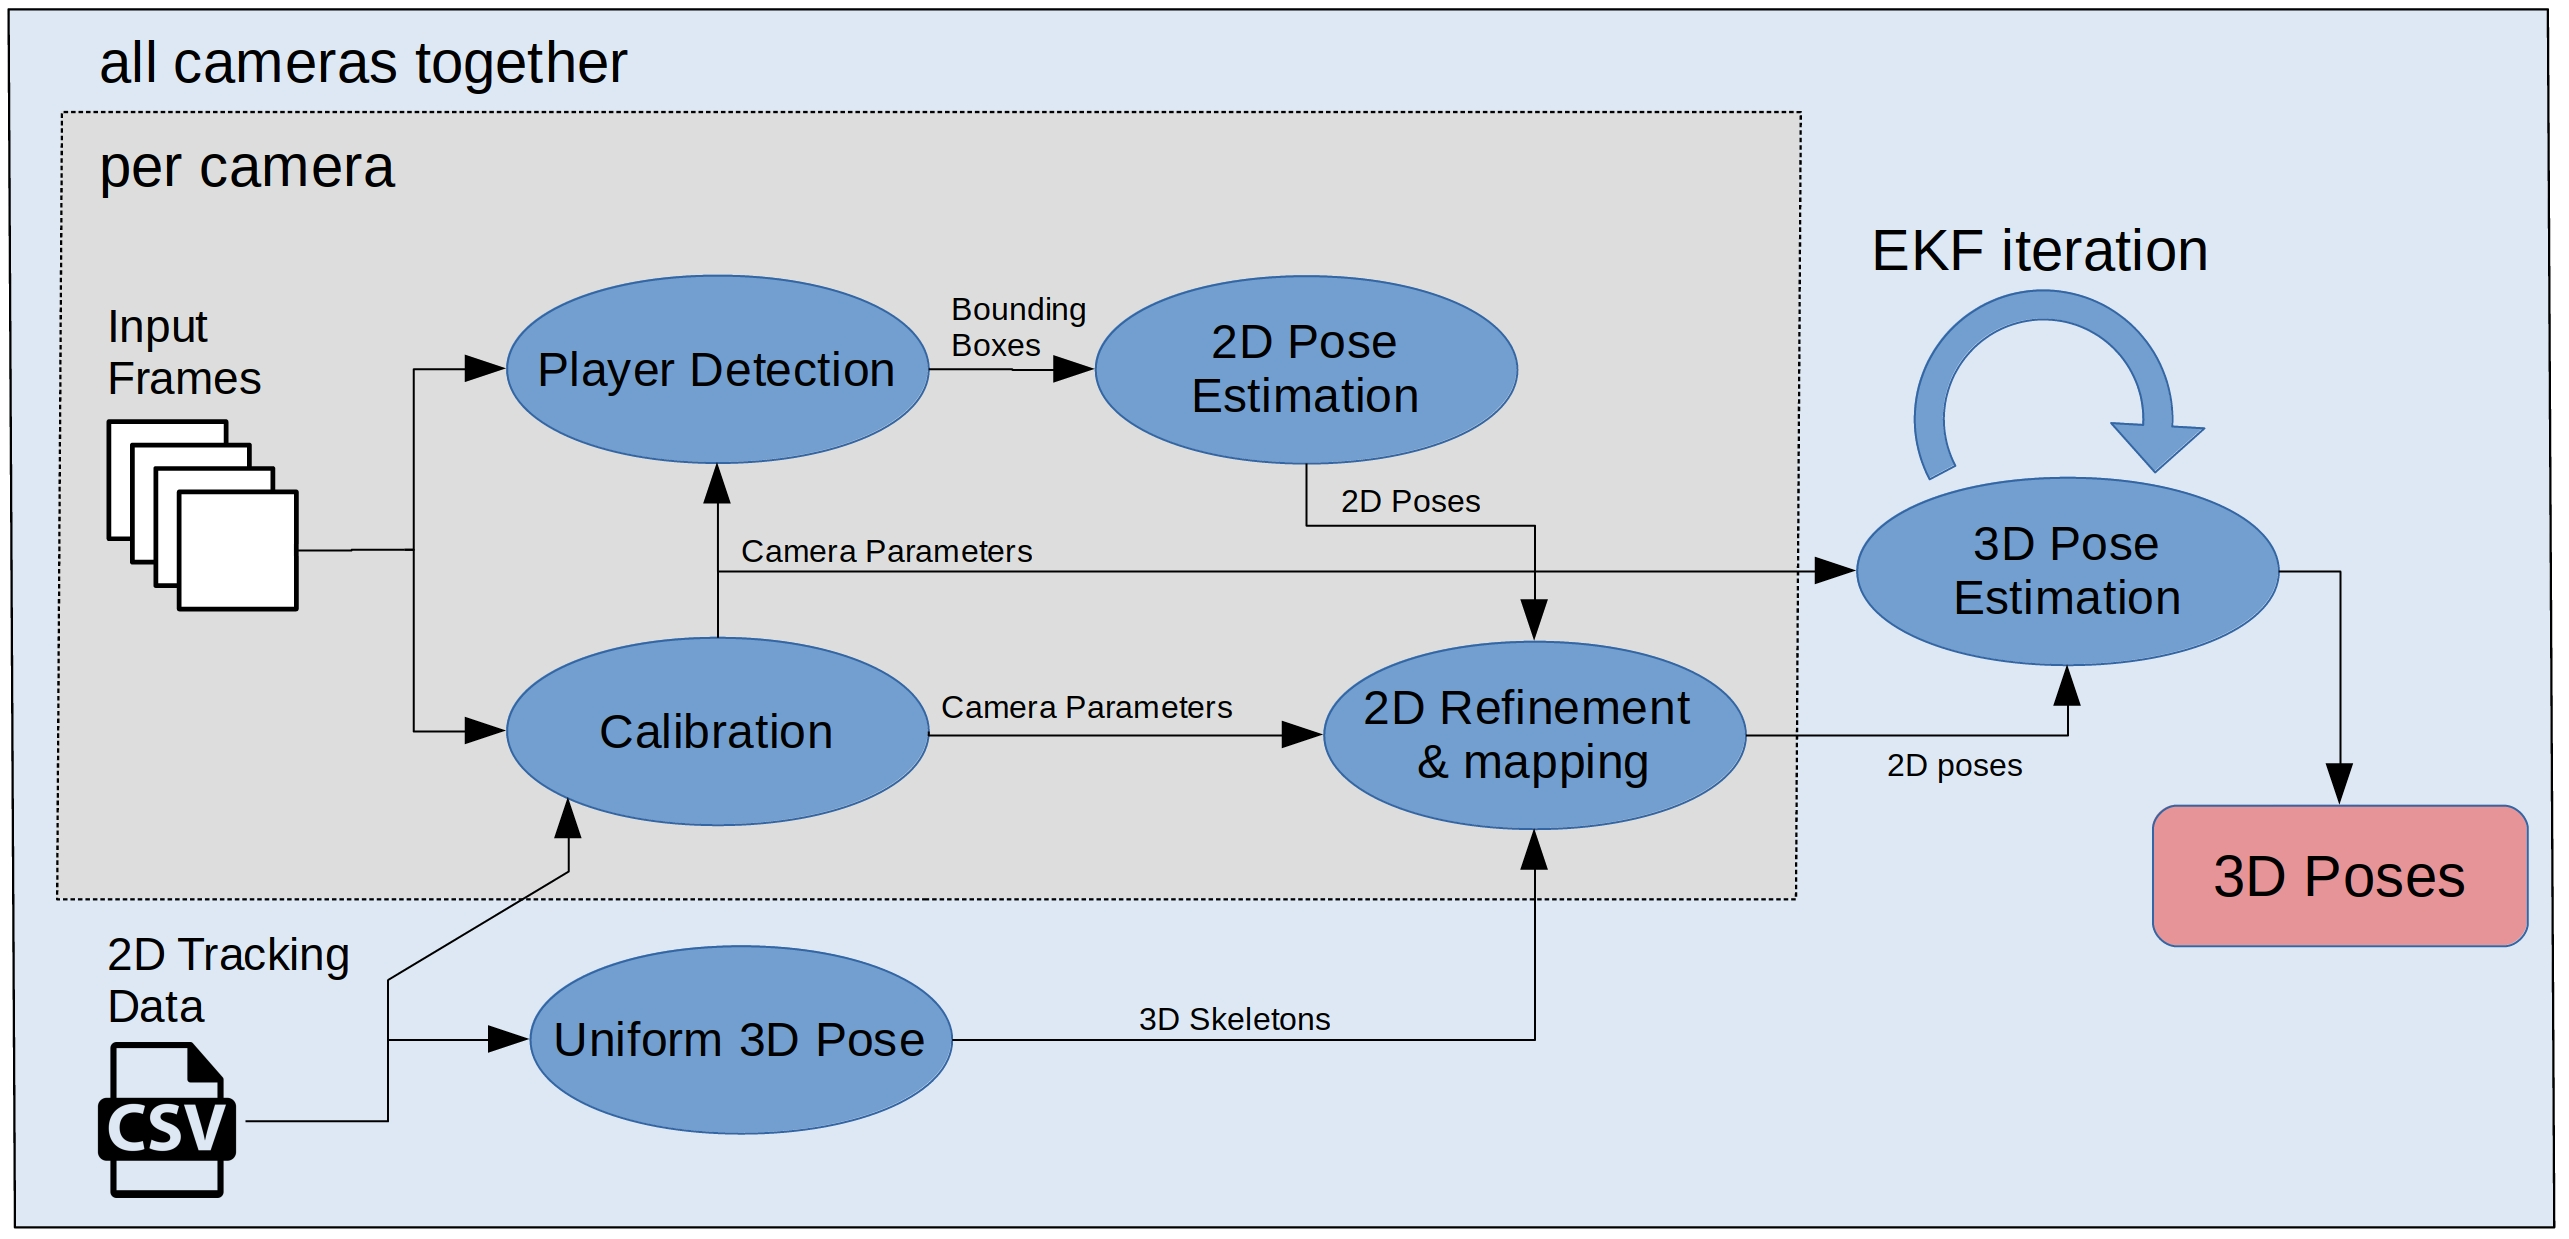 all cameras together
per camera
EKF iteration
Input
Frames
Player Detection
Bounding
Boxes
2D Pose
Estimation
2D Poses
Camera Parameters
3D Pose
Estimation
Calibration
Camera Parameters
2D Refinement
& mapping
2D poses
3D Poses
2D Tracking
Data
CSV
Uniform 3D Pose
3D Skeletons